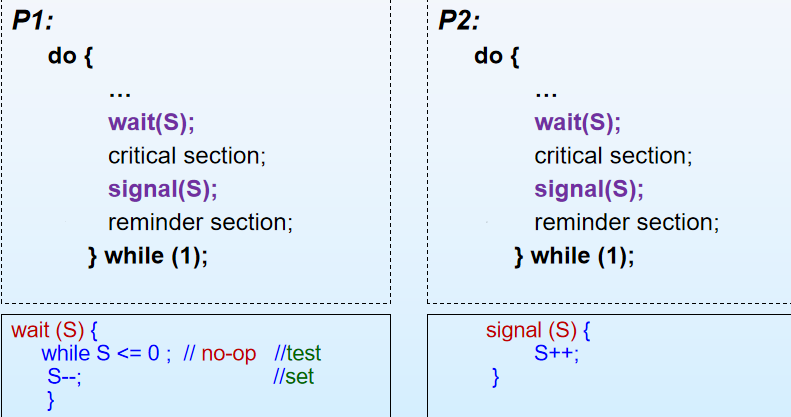 P1:
do {
...
wait(S);
critical section;
signal(S);
reminder section;
} while (1);
P2:
do {
...
wait(S);
critical section;
signal(S);
reminder section;
} while (1);
wait (S) {
while S <= 0 ; // no-op //test
S--; //set
}
signal (S) {
S++;
}